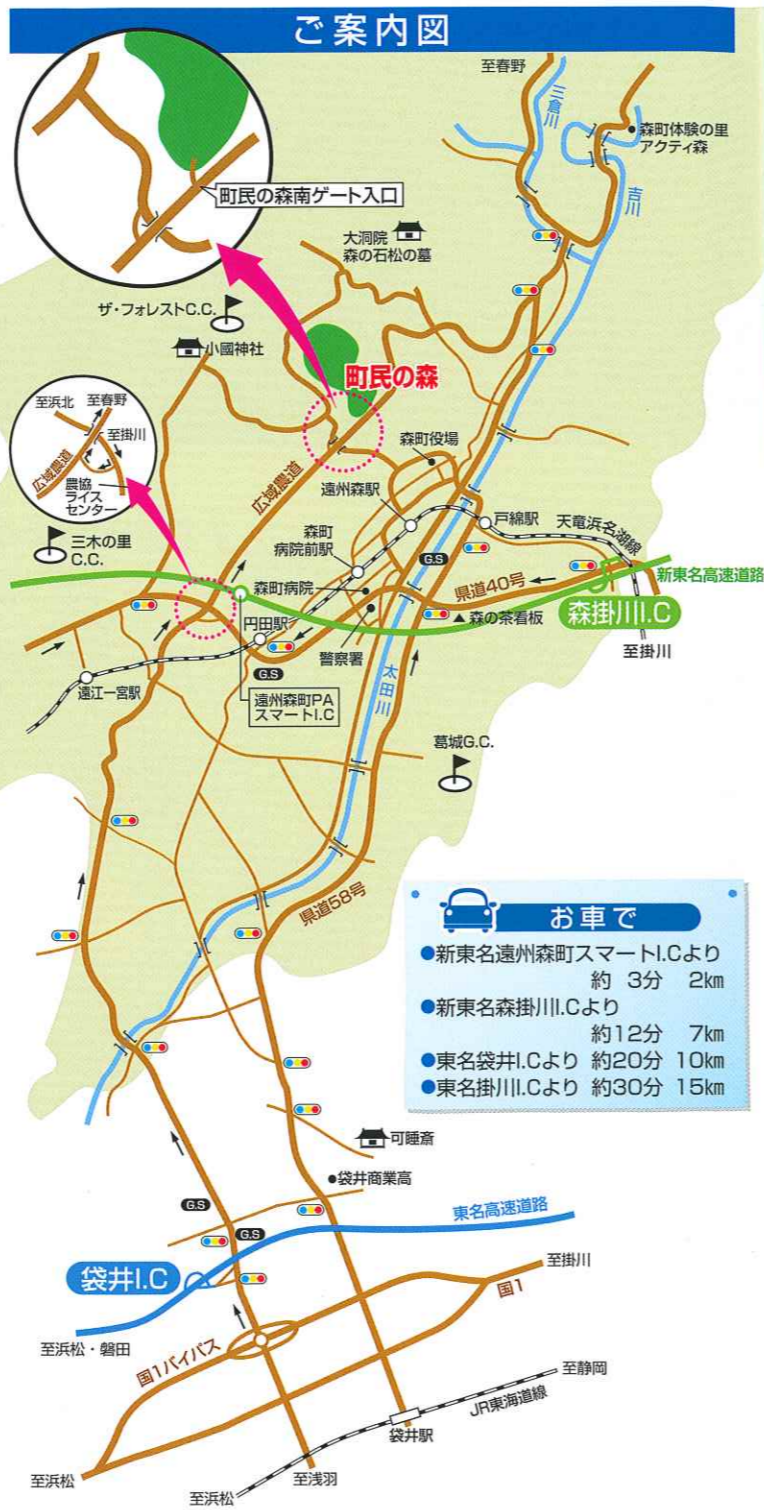 ご案内図
至春野
三倉川
森町体験の里
アクティ森
吉川
町民の森南ゲート入口
大洞院
森の石松の墓
ザ・フォレストC.C.
小國神社
町民の森
至浜北
至春野
至掛川
広域農道
農協
ライス
センター
広域農道
森町役場
遠州森駅
戸綿駅
天竜浜名湖線
三木の里
C.C.
森町
病院前駅
G.S
新東名高速道路
県道40号
森町病院
森の茶看板
森掛川I.C
円田駅
警察署
至掛川
G.S
遠江一宮駅
遠州森町PA
スマートI.C
太田川
葛城G.C.
県道58号
お車で
●新東名遠州森町スマートI.Cより
約 3分 2km
●新東名森掛川I.Cより
約12分 7km
●東名袋井I.Cより 約20分 10km
●東名掛川I.Cより 約30分 15km
可睡斎
●袋井商業高
G.S
東名高速道路
G.S
袋井I.C
至掛川
国1
至浜松・磐田
国1バイパス
至静岡
JR東海道線
袋井駅
至浜松
至浅羽
至浜松